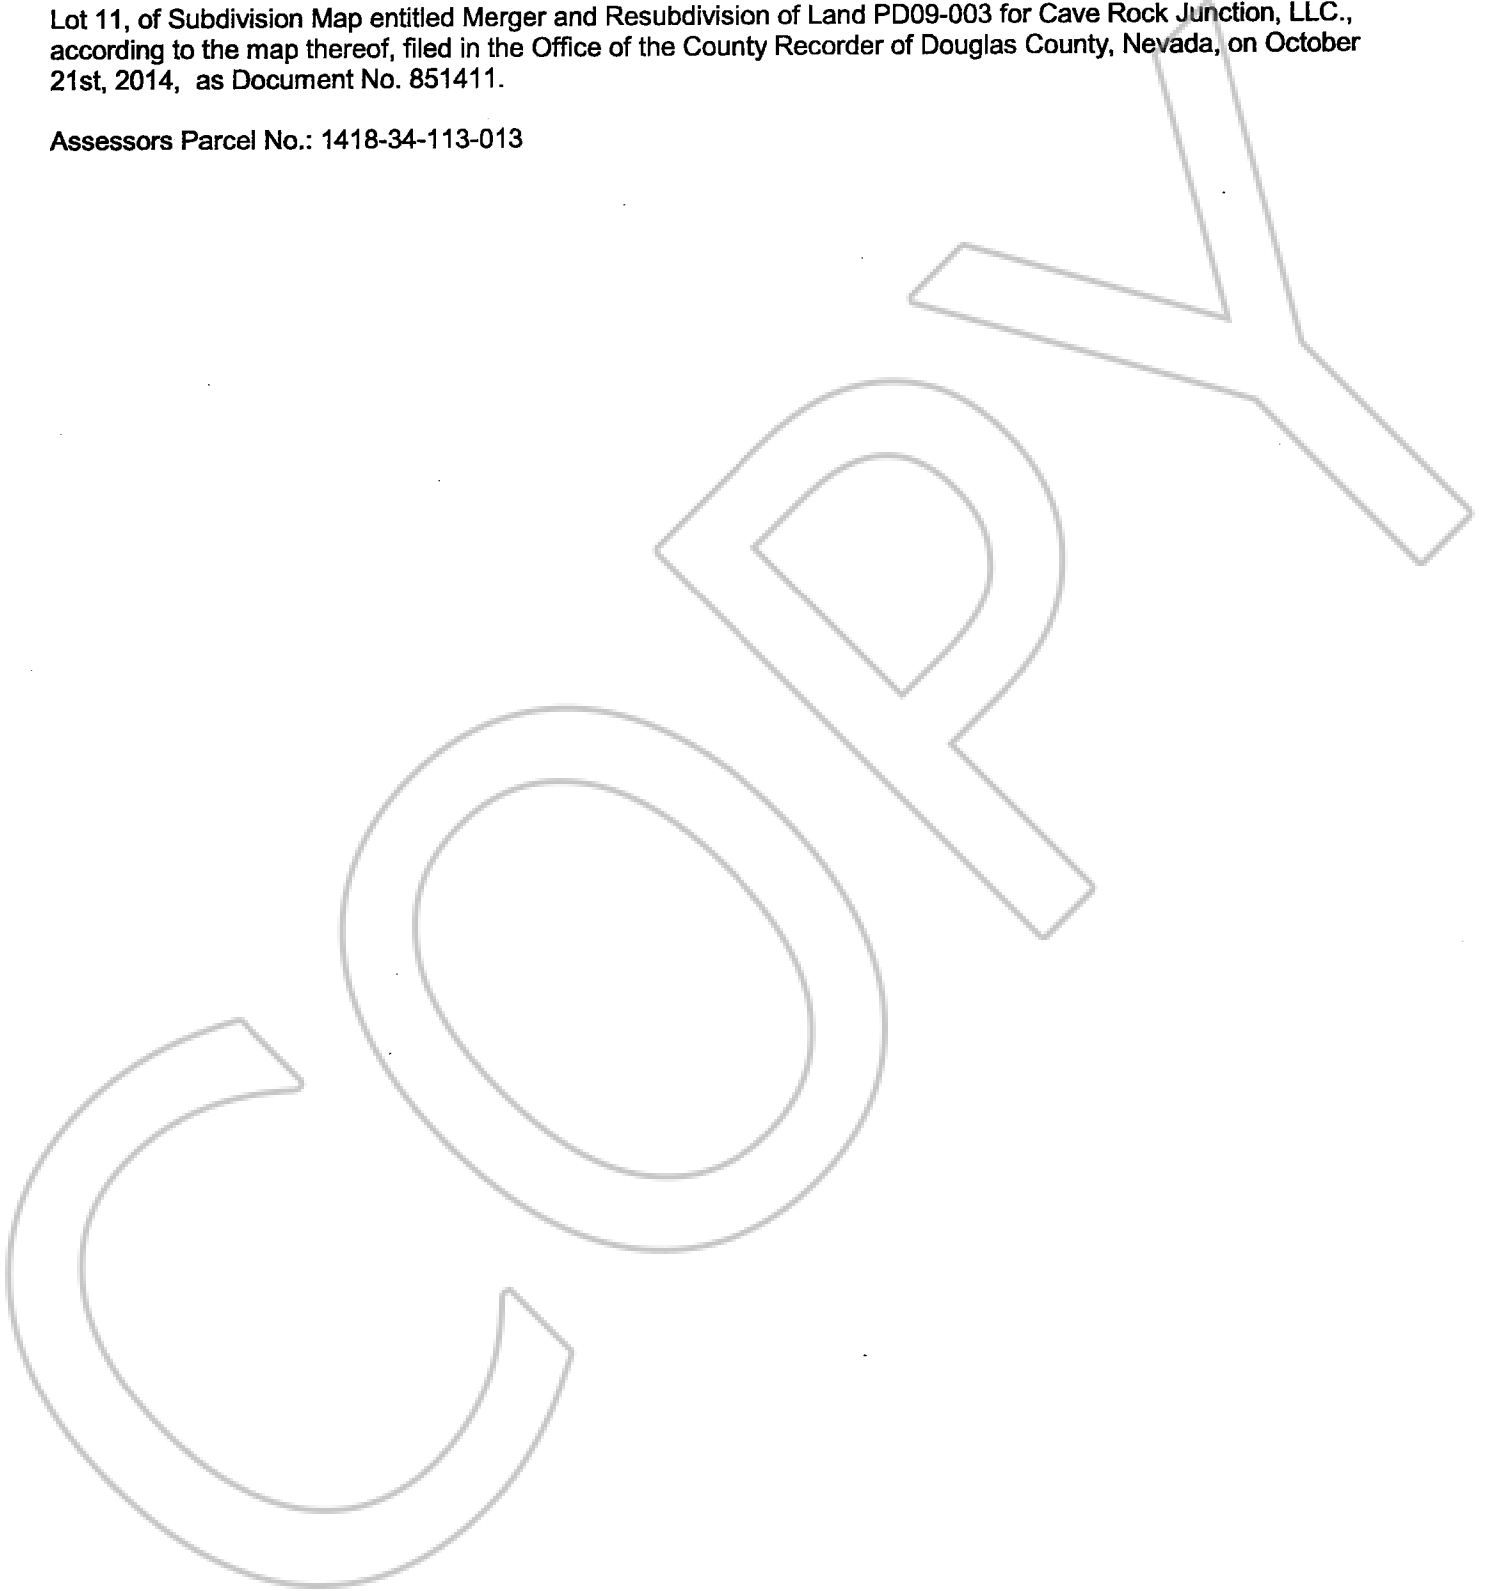 Lot 11, of Subdivision Map entitled Merger and Resubdivision of Land PD09-003 for Cave Rock Junction, LLC.,
according to the map thereof, filed in the Office of the County Recorder of Douglas County, Nevada, on October
21st, 2014, as Document No. 851411.
Assessors Parcel No.: 1418-34-113-013
COPY